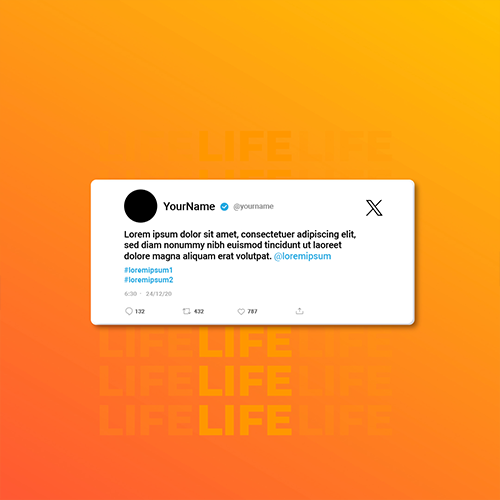 LIFE LIFE LIFE
YourName @yourname X
Lorem ipsum dolor sit amet, consectetuer adipiscing elit,
sed diam nonummy nibh euismod tincidunt ut laoreet
dolore magna aliquam erat volutpat. @loremipsum
#loremipsum1
#loremipsum2
6:30 · 24/12/20
132 432 787
LIFE LIFE LIFE
LIFE LIFE LIFE
LIFE LIFE LIFE